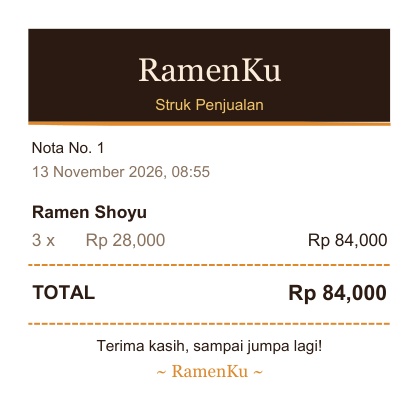 RamenKu
Struk Penjualan
Nota No. 1
13 November 2026, 08:55
Ramen Shoyu
3 x Rp 28,000 Rp 84,000
TOTAL Rp 84,000
Terima kasih, sampai jumpa lagi!
~ RamenKu ~